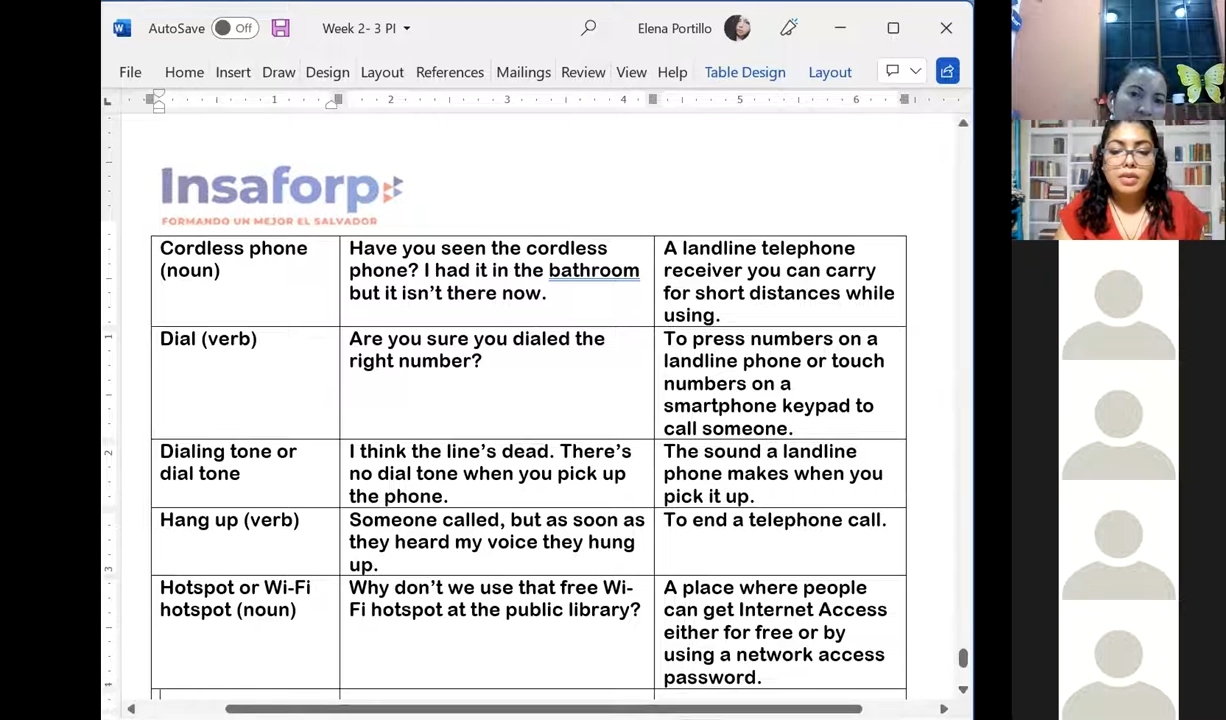 AutoSave Off Week 2- 3 PI Elena Portillo
File Home Insert Draw Design Layout References Mailings Review View Help Table Design Layout
1 2 3 4 5 6
Insaforp
FORMANDO UN MEJOR EL SALVADOR
Cordless phone
(noun)
Have you seen the cordless
phone? I had it in the bathroom
but it isn't there now.
A landline telephone
receiver you can carry
for short distances while
using.
Dial (verb)
Are you sure you dialed the
right number?
To press numbers on a
landline phone or touch
numbers on a
smartphone keypad to
call someone.
Dialing tone or
dial tone
I think the line's dead. There's
no dial tone when you pick up
the phone.
The sound a landline
phone makes when you
pick it up.
Hang up (verb)
Someone called, but as soon as
they heard my voice they hung
up.
To end a telephone call.
Hotspot or Wi-Fi
hotspot (noun)
Why don't we use that free Wi-
Fi hotspot at the public library?
A place where people
can get Internet Access
either for free or by
using a network access
password.
1
2
3
4